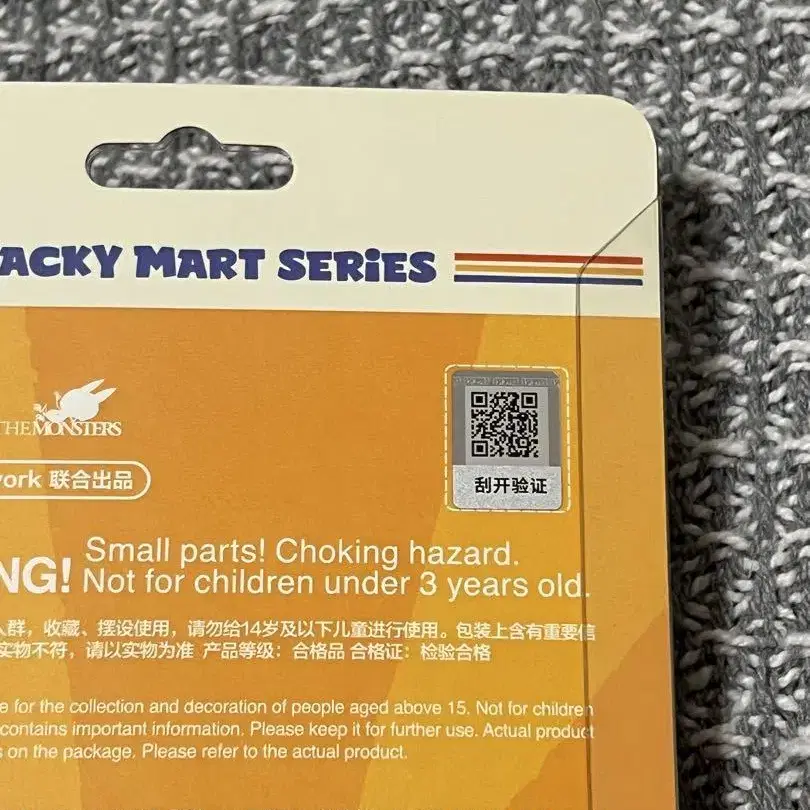 ACKY MART SERiES
THE MONSTERS
刮开验证
work 联合出品
NG! Small parts! Choking hazard.
Not for children under 3 years old.
人群，收藏、摆设使用，请勿给14岁及以下儿童进行使用。包装上含有重要信
实物不符，请以实物为准 产品等级：合格品 合格证：检验合格
e for the collection and decoration of people aged above 15. Not for children
contains important information. Please keep it for further use. Actual product
s on the package. Please refer to the actual product.